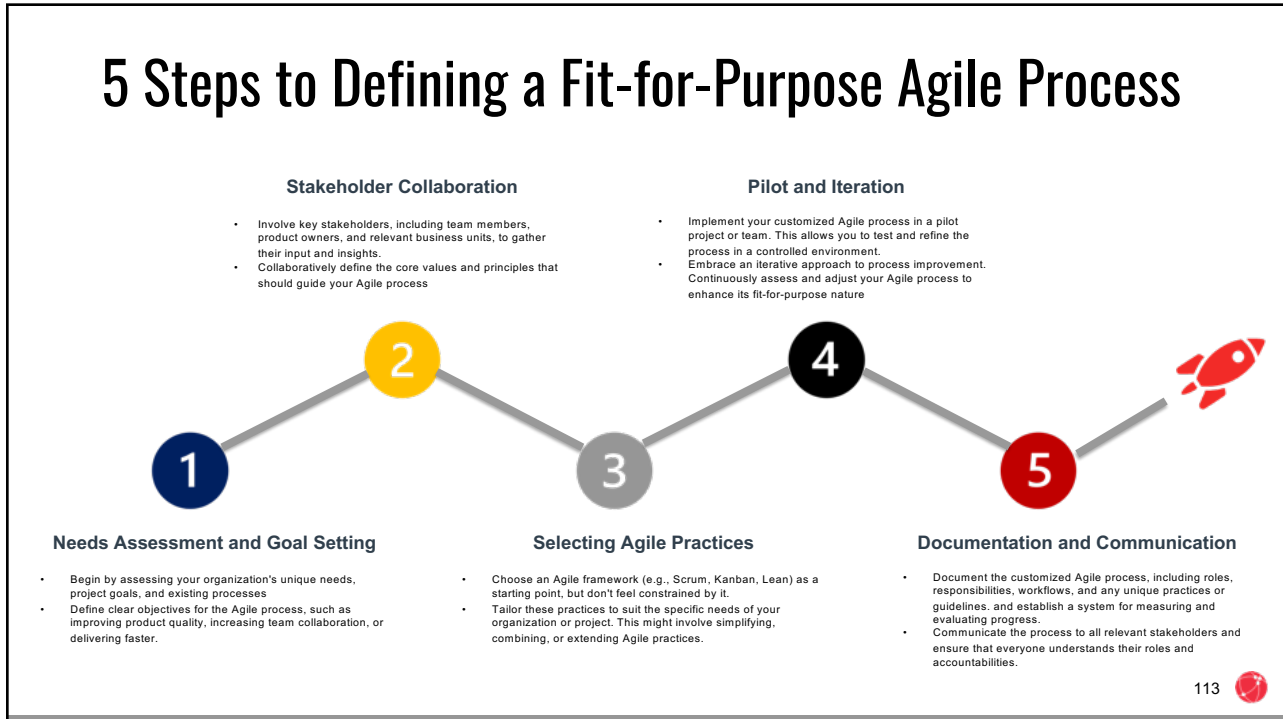 5 Steps to Defining a Fit-for-Purpose Agile Process
Stakeholder Collaboration
• Involve key stakeholders, including team members,
product owners, and relevant business units, to gather
their input and insights.
• Collaboratively define the core values and principles that
should guide your Agile process
Pilot and Iteration
• Implement your customized Agile process in a pilot
project or team. This allows you to test and refine the
process in a controlled environment.
• Embrace an iterative approach to process improvement.
Continuously assess and adjust your Agile process to
enhance its fit-for-purpose nature
2
4
1
3
5
Needs Assessment and Goal Setting
• Begin by assessing your organization's unique needs,
project goals, and existing processes
• Define clear objectives for the Agile process, such as
improving product quality, increasing team collaboration, or
delivering faster.
Selecting Agile Practices
• Choose an Agile framework (e.g., Scrum, Kanban, Lean) as a
starting point, but don't feel constrained by it.
• Tailor these practices to suit the specific needs of your
organization or project. This might involve simplifying,
combining, or extending Agile practices.
Documentation and Communication
• Document the customized Agile process, including roles,
responsibilities, workflows, and any unique practices or
guidelines. and establish a system for measuring and
evaluating progress.
• Communicate the process to all relevant stakeholders and
ensure that everyone understands their roles and
accountabilities.
113